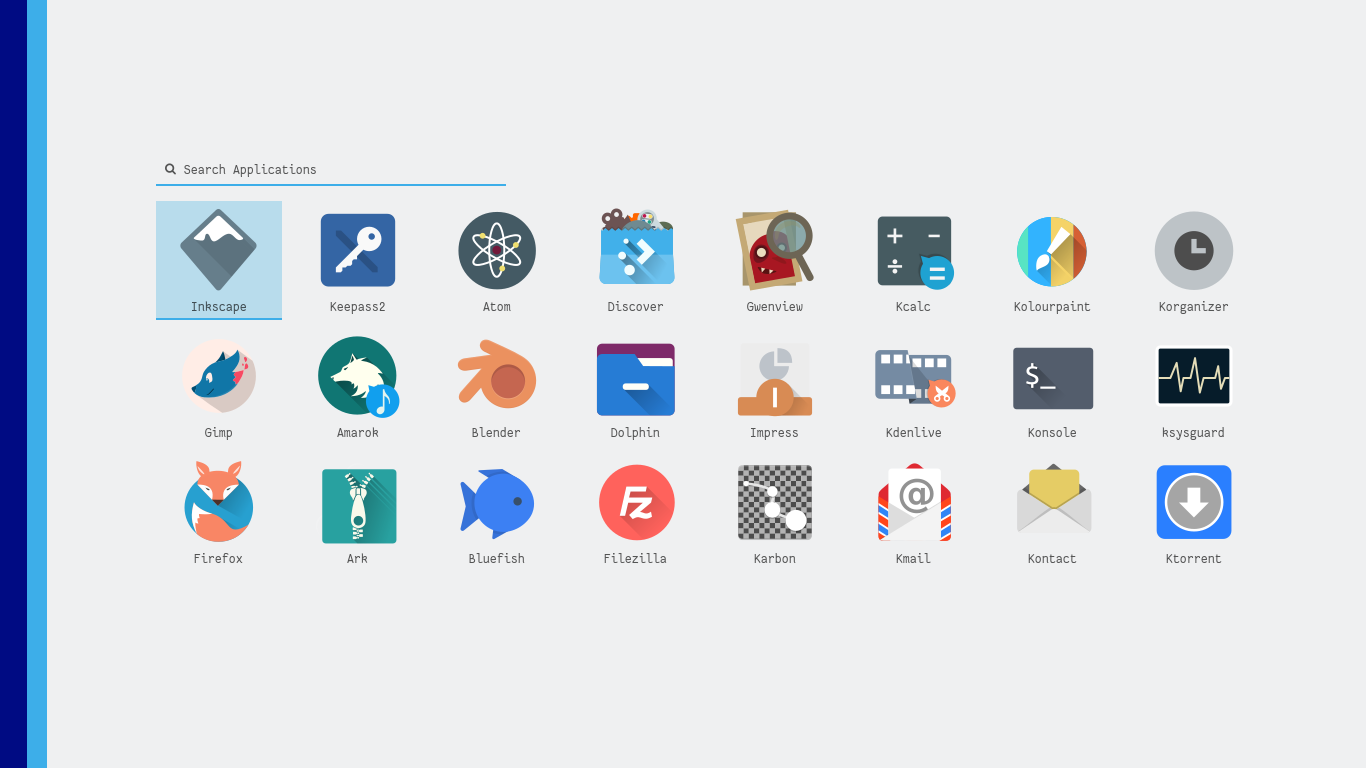 Search Applications
Inkscape Keepass2 Atom Discover Gwenview Kcalc Kolourpaint Korganizer
$_
Gimp Amarok Blender Dolphin Impress Kdenlive Konsole ksysguard
Fz @
Firefox Ark Bluefish Filezilla Karbon Kmail Kontact Ktorrent